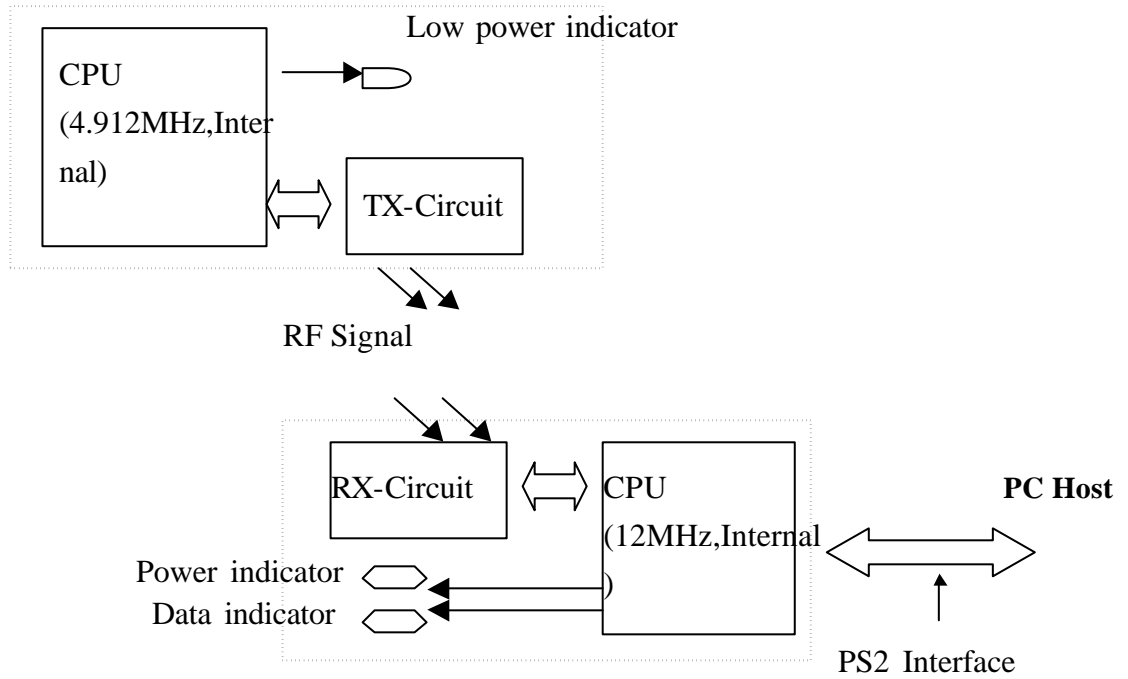 Low power indicator
CPU
(4.912MHz,Inter
nal)
TX-Circuit
RF Signal
RX-Circuit
CPU
(12MHz,Internal
)
PC Host
Power indicator
Data indicator
PS2 Interface